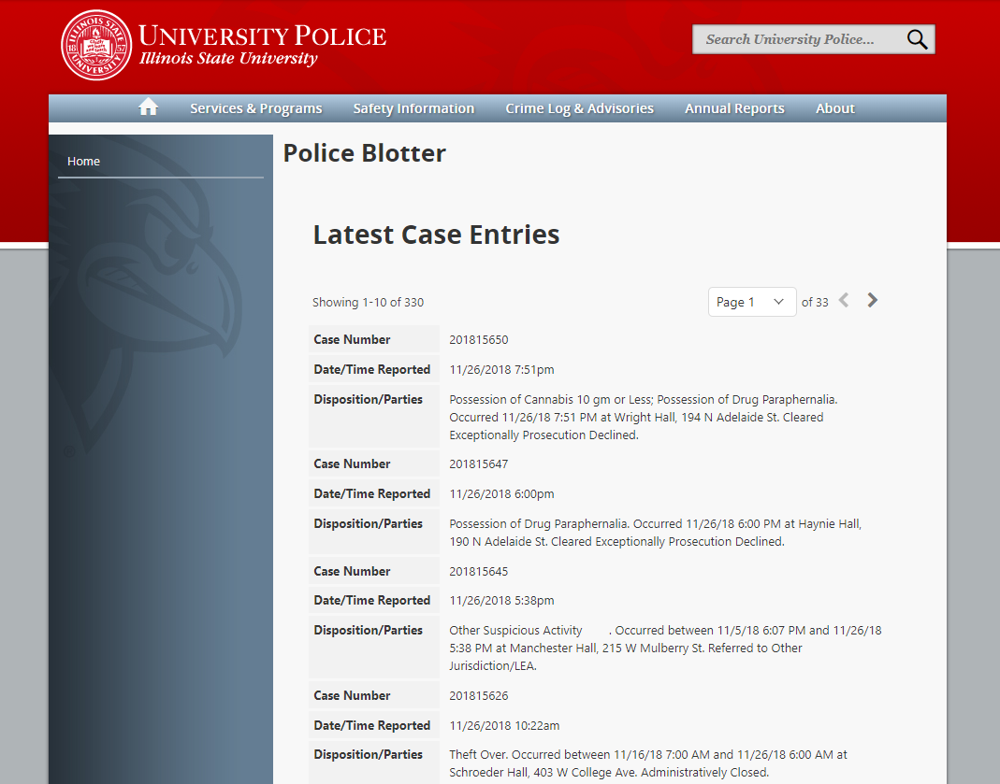 ILLINOIS STATE UNIVERSITY
18 57
UNIVERSITY POLICE
Illinois State University
Search University Police...
Services & Programs Safety Information Crime Log & Advisories Annual Reports About
Home
Police Blotter
Latest Case Entries
Showing 1-10 of 330 Page 1 of 33
Case Number 201815650
Date/Time Reported 11/26/2018 7:51pm
Disposition/Parties Possession of Cannabis 10 gm or Less; Possession of Drug Paraphernalia.
Occurred 11/26/18 7:51 PM at Wright Hall, 194 N Adelaide St. Cleared
Exceptionally Prosecution Declined.
Case Number 201815647
Date/Time Reported 11/26/2018 6:00pm
Disposition/Parties Possession of Drug Paraphernalia. Occurred 11/26/18 6:00 PM at Haynie Hall,
190 N Adelaide St. Cleared Exceptionally Prosecution Declined.
Case Number 201815645
Date/Time Reported 11/26/2018 5:38pm
Disposition/Parties Other Suspicious Activity . Occurred between 11/5/18 6:07 PM and 11/26/18
5:38 PM at Manchester Hall, 215 W Mulberry St. Referred to Other
Jurisdiction/LEA.
Case Number 201815626
Date/Time Reported 11/26/2018 10:22am
Disposition/Parties Theft Over. Occurred between 11/16/18 7:00 AM and 11/26/18 6:00 AM at
Schroeder Hall, 403 W College Ave. Administratively Closed.